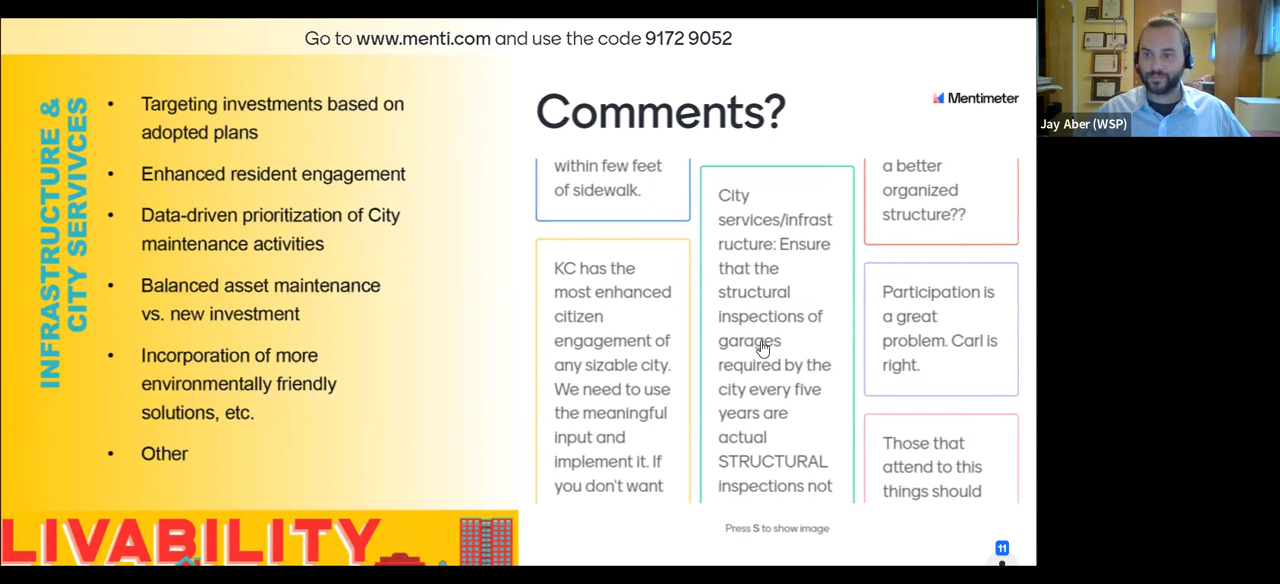 Go to www.menti.com and use the code 9172 9052
INFRASTRUCTURE &
CITY SERVIVCES
• Targeting investments based on
adopted plans
• Enhanced resident engagement
• Data-driven prioritization of City
maintenance activities
• Balanced asset maintenance
vs. new investment
• Incorporation of more
environmentally friendly
solutions, etc.
• Other
LIVABILITY
Comments?
Mentimeter
within few feet
of sidewalk.
KC has the
most enhanced
citizen
engagement of
any sizable city.
We need to use
the meaningful
input and
implement it. If
you don't want
City
services/infrast
ructure: Ensure
that the
structural
inspections of
garages
required by the
city every five
years are
actual
STRUCTURAL
inspections not
a better
organized
structure??
Participation is
a great
problem. Carl is
right.
Those that
attend to this
things should
Press S to show image
11
Jay Aber (WSP)